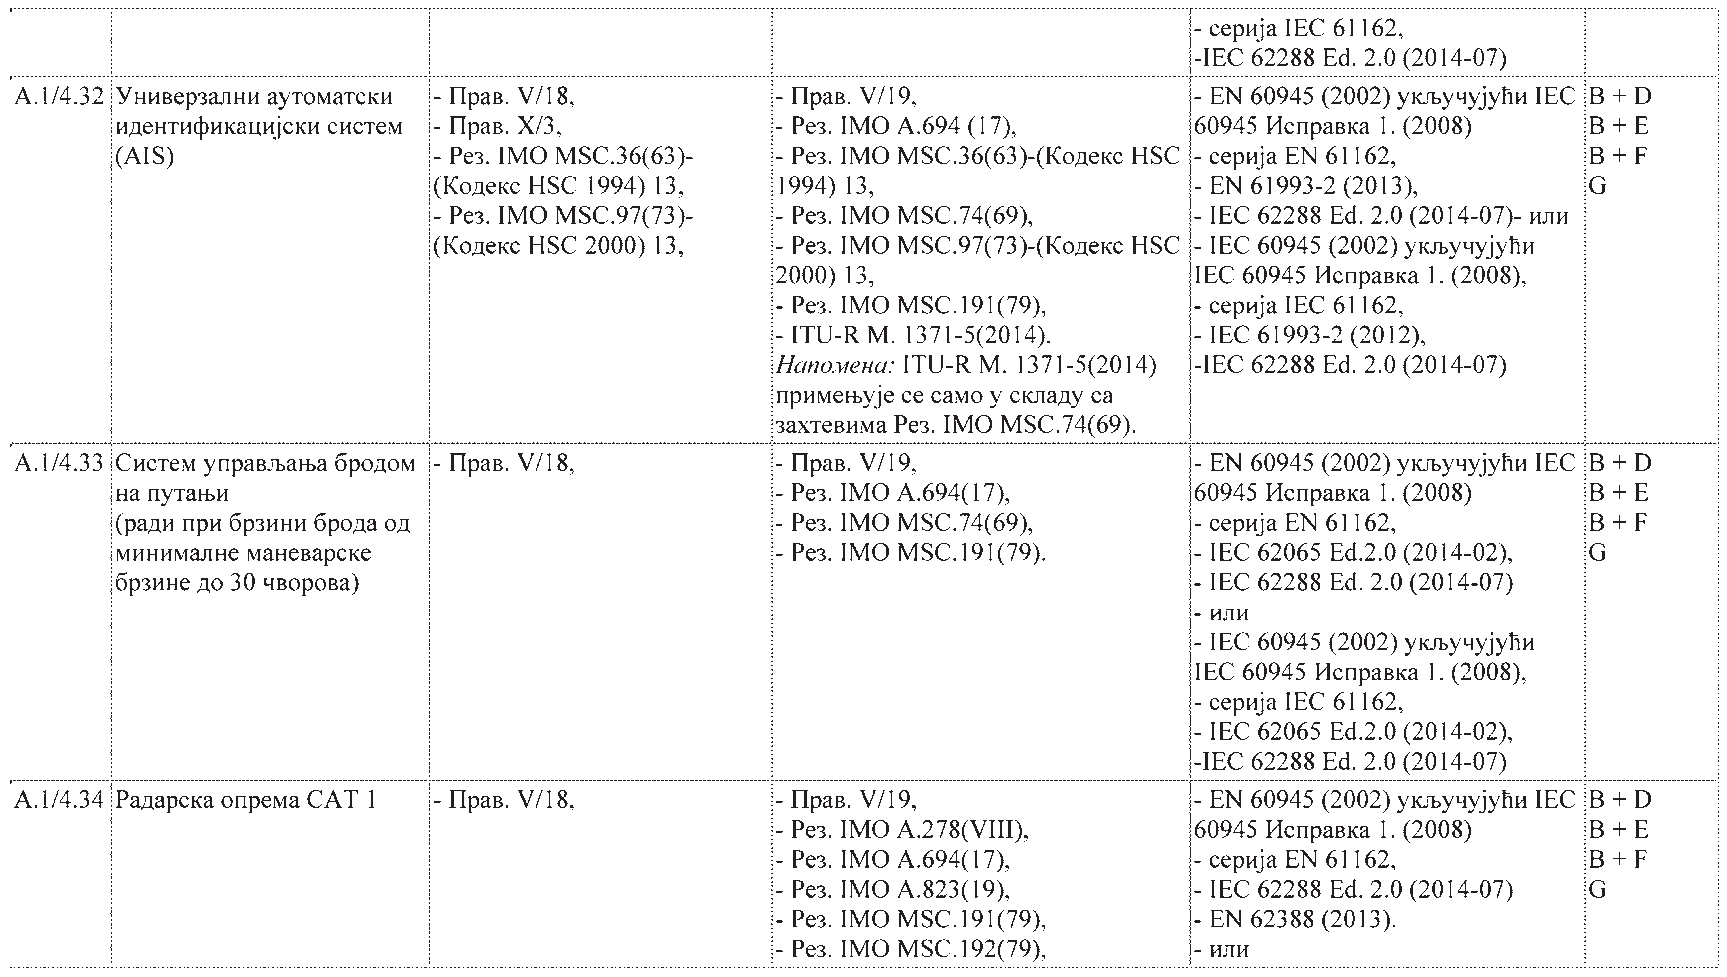 - серија IEC 61162,
-IEC 62288 Ed. 2.0 (2014-07)
A.1/4.32
Универзални аутоматски
идентификацијски систем
(AIS)
- Прав. V/18,
- Прав. X/3,
- Рез. IMO MSC.36(63)-
(Кодекс HSC 1994) 13,
- Рез. IMO MSC.97(73)-
(Кодекс HSC 2000) 13,
- Прав. V/19,
- Рез. IMO A.694 (17),
- Рез. IMO MSC.36(63)-(Кодекс HSC
1994) 13,
- Рез. IMO MSC.74(69),
- Рез. IMO MSC.97(73)-(Кодекс HSC
2000) 13,
- Рез. IMO MSC.191(79),
- ITU-R M. 1371-5(2014).
Напомена: ITU-R M. 1371-5(2014)
примењује се само у складу са
захтевима Рез. IMO MSC.74(69).
- EN 60945 (2002) укључујући IEC
60945 Исправка 1. (2008)
- серија EN 61162,
- EN 61993-2 (2013),
- IEC 62288 Ed. 2.0 (2014-07)- или
- IEC 60945 (2002) укључујући
IEC 60945 Исправка 1. (2008),
- серија IEC 61162,
- IEC 61993-2 (2012),
-IEC 62288 Ed. 2.0 (2014-07)
B + D
B + E
B + F
G
A.1/4.33
Систем управљања бродом
на путањи
(ради при брзини брода од
минималне маневарске
брзине до 30 чворова)
- Прав. V/18,
- Прав. V/19,
- Рез. IMO A.694(17),
- Рез. IMO MSC.74(69),
- Рез. IMO MSC.191(79).
- EN 60945 (2002) укључујући IEC
60945 Исправка 1. (2008)
- серија EN 61162,
- IEC 62065 Ed.2.0 (2014-02),
- IEC 62288 Ed. 2.0 (2014-07)
- или
- IEC 60945 (2002) укључујући
IEC 60945 Исправка 1. (2008),
- серија IEC 61162,
- IEC 62065 Ed.2.0 (2014-02),
-IEC 62288 Ed. 2.0 (2014-07)
B + D
B + E
B + F
G
A.1/4.34
Радарска опрема CAT 1
- Прав. V/18,
- Прав. V/19,
- Рез. IMO A.278(VIII),
- Рез. IMO A.694(17),
- Рез. IMO A.823(19),
- Рез. IMO MSC.191(79),
- Рез. IMO MSC.192(79),
- EN 60945 (2002) укључујући IEC
60945 Исправка 1. (2008)
- серија EN 61162,
- IEC 62288 Ed. 2.0 (2014-07)
- EN 62388 (2013).
- или
B + D
B + E
B + F
G